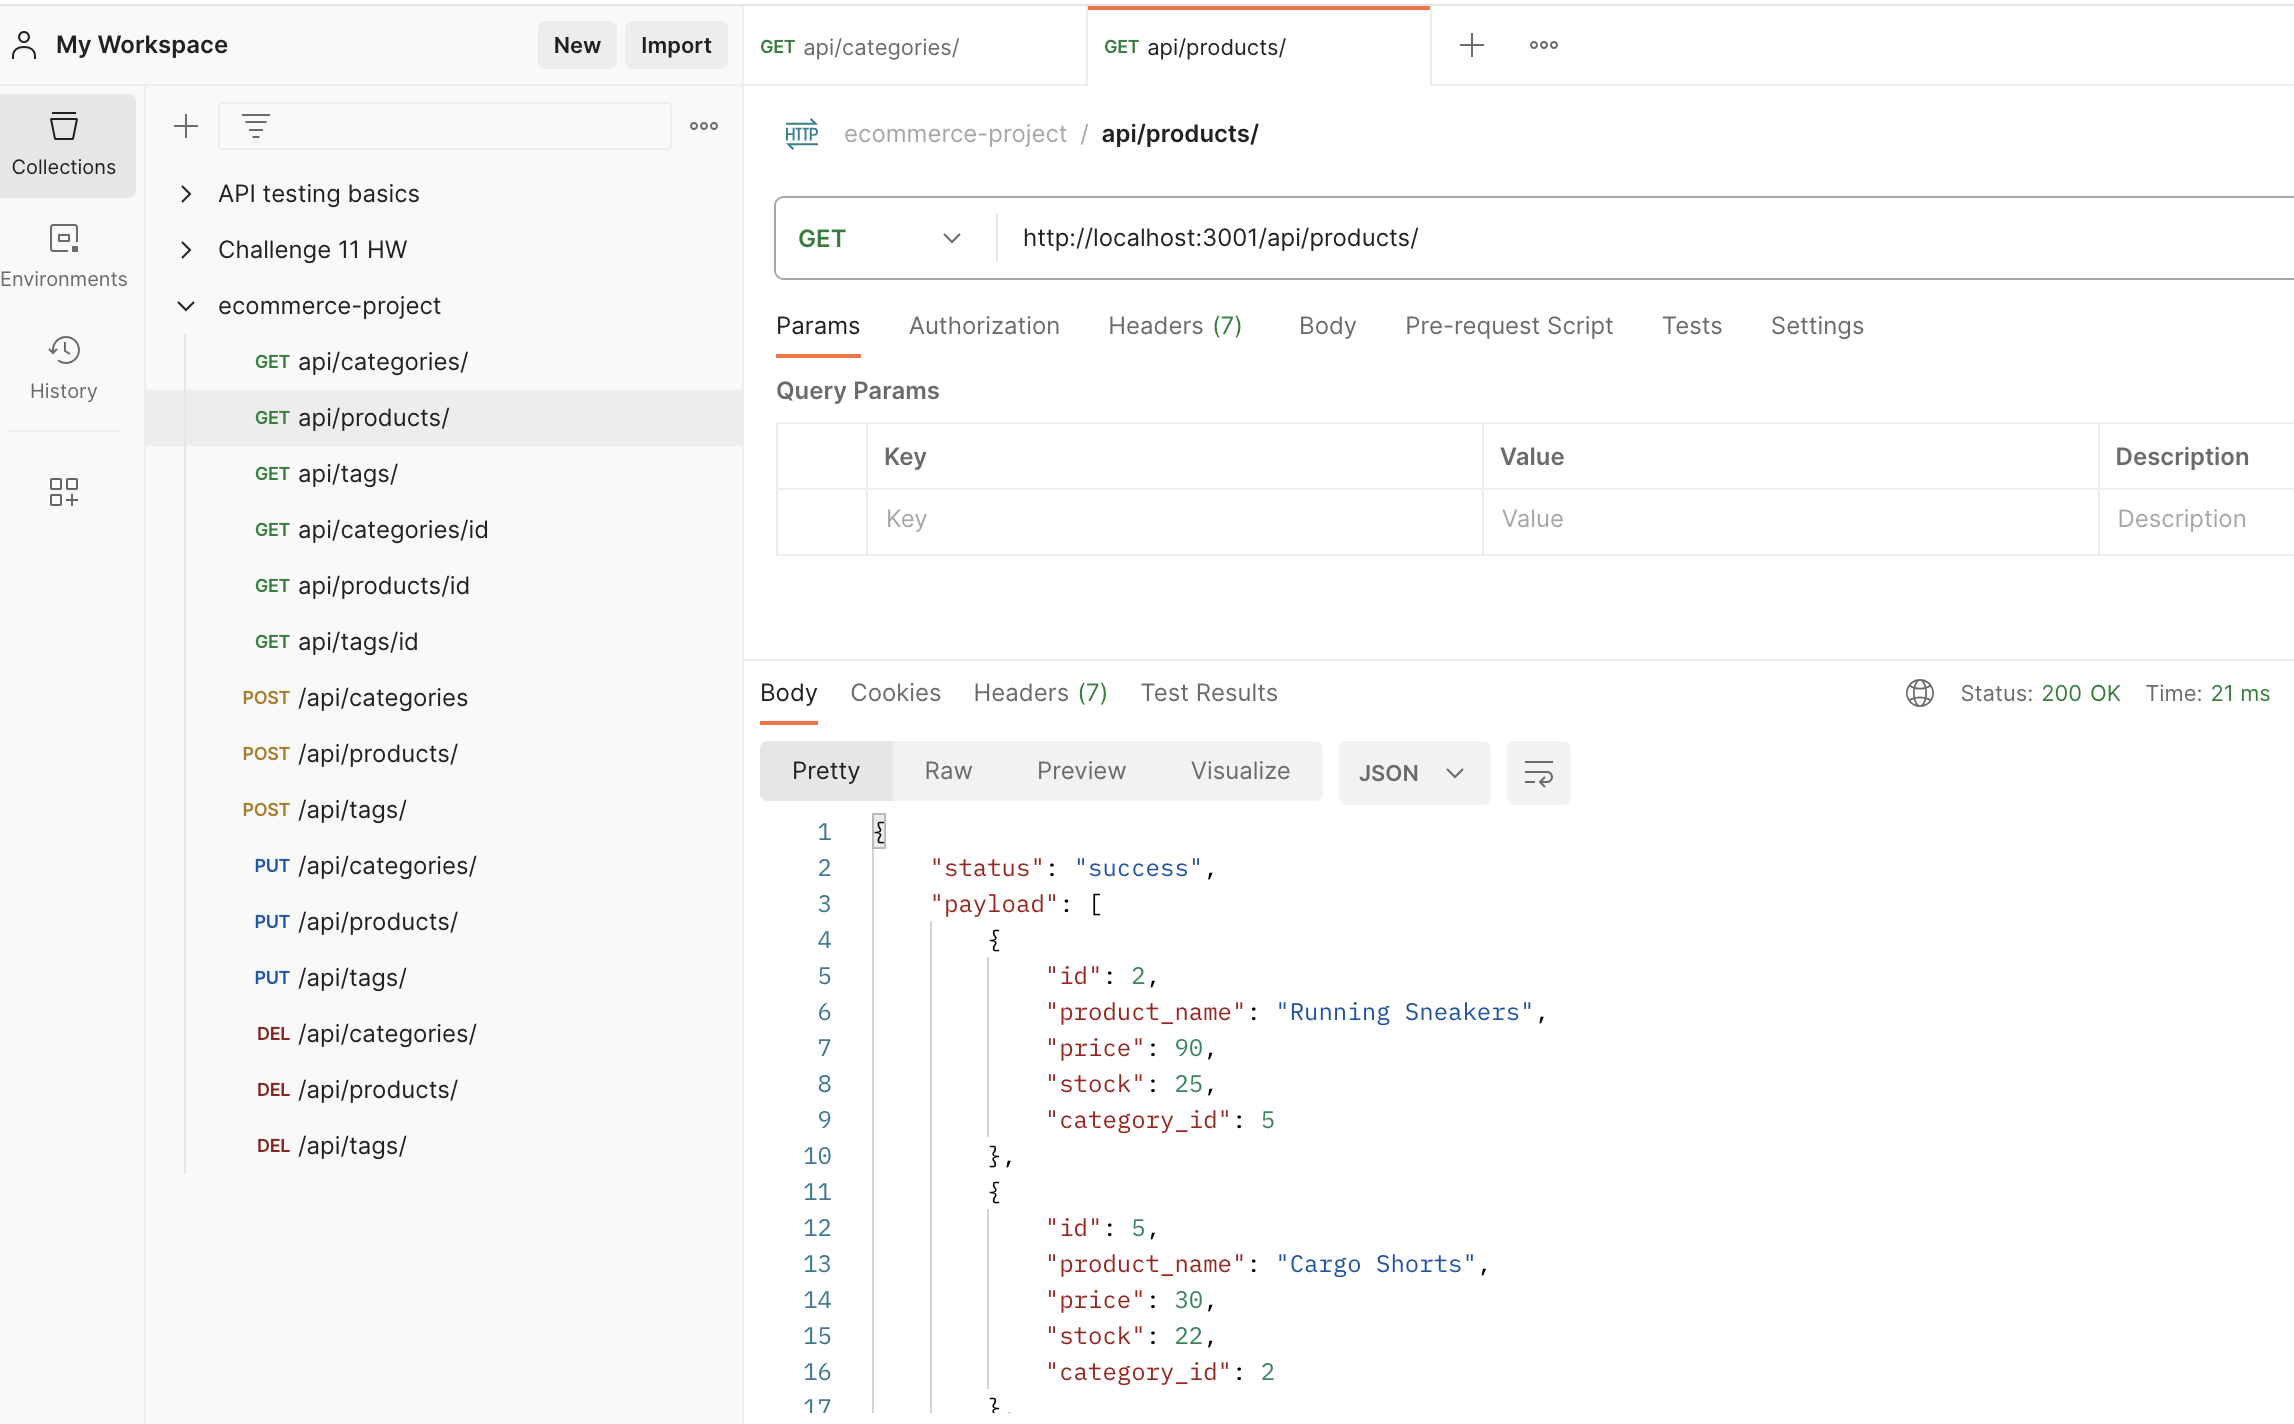 My Workspace
New
Import
GET api/categories/
GET api/products/
Collections
Environments
History
API testing basics
Challenge 11 HW
ecommerce-project
GET api/categories/
GET api/products/
GET api/tags/
GET api/categories/id
GET api/products/id
GET api/tags/id
POST /api/categories
POST /api/products/
POST /api/tags/
PUT /api/categories/
PUT /api/products/
PUT /api/tags/
DEL /api/categories/
DEL /api/products/
DEL /api/tags/
HTTP ecommerce-project / api/products/
GET http://localhost:3001/api/products/
Params Authorization Headers (7) Body Pre-request Script Tests Settings
Query Params
Key Value Description
Key Value Description
Body Cookies Headers (7) Test Results Status: 200 OK Time: 21 ms
Pretty Raw Preview Visualize JSON
1 {
2 "status": "success",
3 "payload": [
4 {
5 "id": 2,
6 "product_name": "Running Sneakers",
7 "price": 90,
8 "stock": 25,
9 "category_id": 5
10 },
11 {
12 "id": 5,
13 "product_name": "Cargo Shorts",
14 "price": 30,
15 "stock": 22,
16 "category_id": 2
17 },